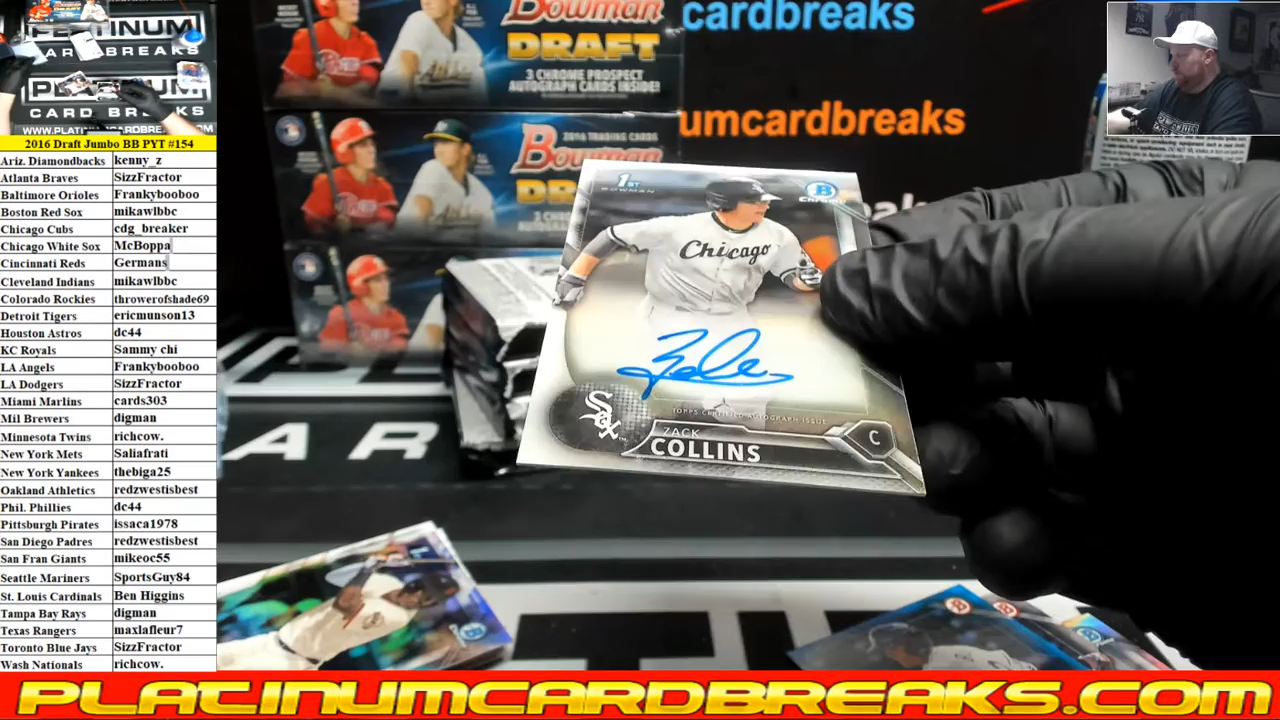 PLATINUM
CARD BREAKS
PLATINUM
CARD BREAKS
2016 Draft Jumbo BB PYT #154
Ariz. Diamondbacks kenny_z
Atlanta Braves SizzFractor
Baltimore Orioles Frankybooboo
Boston Red Sox mikawlbbc
Chicago Cubs cdg_breaker
Chicago White Sox McBoppa
Cincinnati Reds Germans
Cleveland Indians mikawlbbc
Colorado Rockies throwerofshade69
Detroit Tigers ericmunson13
Houston Astros dc44
KC Royals Sammy chi
LA Angels Frankybooboo
LA Dodgers SizzFractor
Miami Marlins cards303
Mil Brewers digman
Minnesota Twins richcow.
New York Mets Saliafrati
New York Yankees thebiga25
Oakland Athletics redzwestisbest
Phil. Phillies dc44
Pittsburgh Pirates issaca1978
San Diego Padres redzwestisbest
San Fran Giants mikeoc55
Seattle Mariners SportsGuy84
St. Louis Cardinals Ben Higgins
Tampa Bay Rays digman
Texas Rangers maxlafleur7
Toronto Blue Jays SizzFractor
Wash Nationals richcow.
Bowman
DRAFT
3 CHROME PROSPECT
AUTOGRAPH CARDS INSIDE!
cardbreaks
umcardbreaks
2016 TRADING CARDS
Bowman
1ST
BOWMAN
B
Chrome
Chicago
TOPPS CERTIFIED AUTOGRAPH ISSUE
Sox
ZACK
COLLINS
C
A R
PLATINUMCARDBREAKS.COM